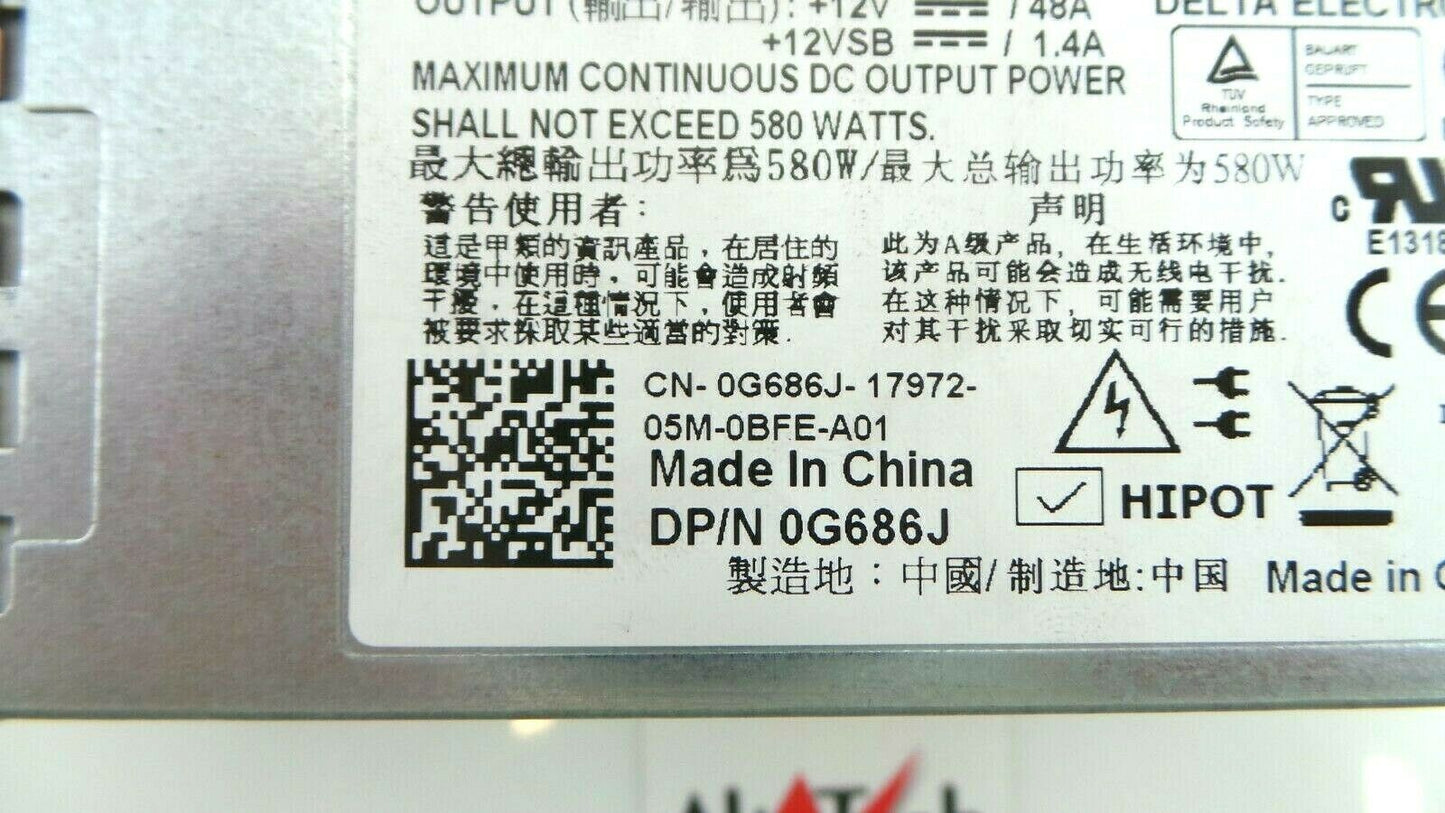 OUTPUT (輸出/输出): +12V / 48A
+12VSB / 1.4A
MAXIMUM CONTINUOUS DC OUTPUT POWER
SHALL NOT EXCEED 580 WATTS.
最大總輸出功率爲580W/最大总输出功率为580W
警告使用者:
這是甲類的資訊產品，在居住的
環境中使用時，可能會造成射頻
干擾，在這種情況下，使用者會
被要求採取某些適當的對策.
声明
此为A级产品, 在生活环境中,
该产品可能会造成无线电干扰.
在这种情况下, 可能需要用户
对其干扰采取切实可行的措施.
DELTA ELECTR
TÜV
Rheinland
Product Safety
BAUART
GEPRÜFT
TYPE
APPROVED
C
E1318
CE
CN- 0G686J- 17972-
05M-0BFE-A01
Made In China
DP/N 0G686J
HIPOT
製造地：中國/制造地:中国 Made in